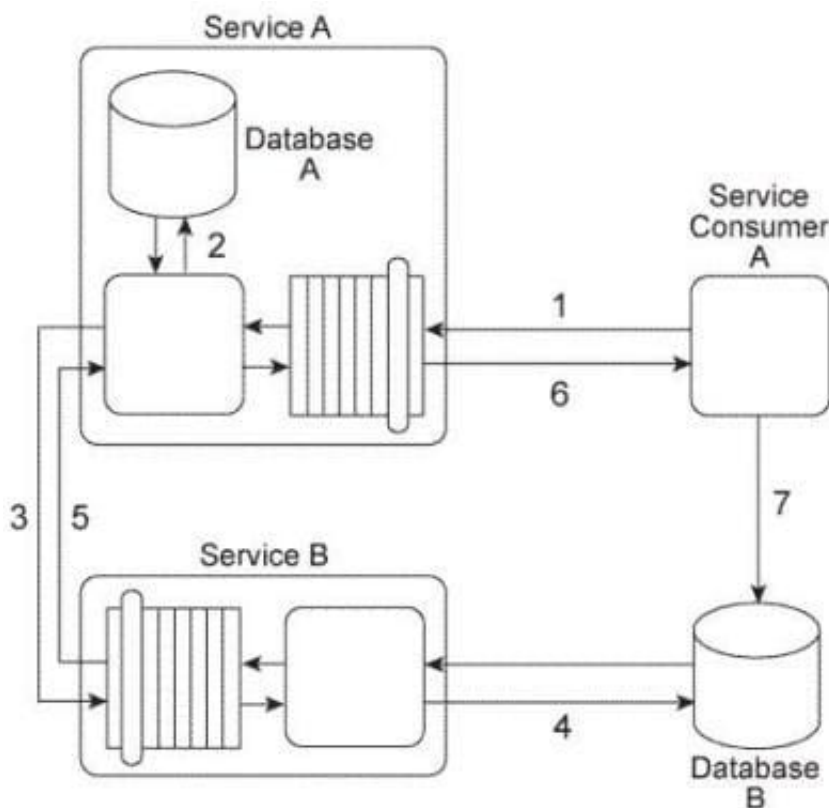 Service A
Database
A
2
Service
Consumer
A
1
6
3
5
7
Service B
4
Database
B